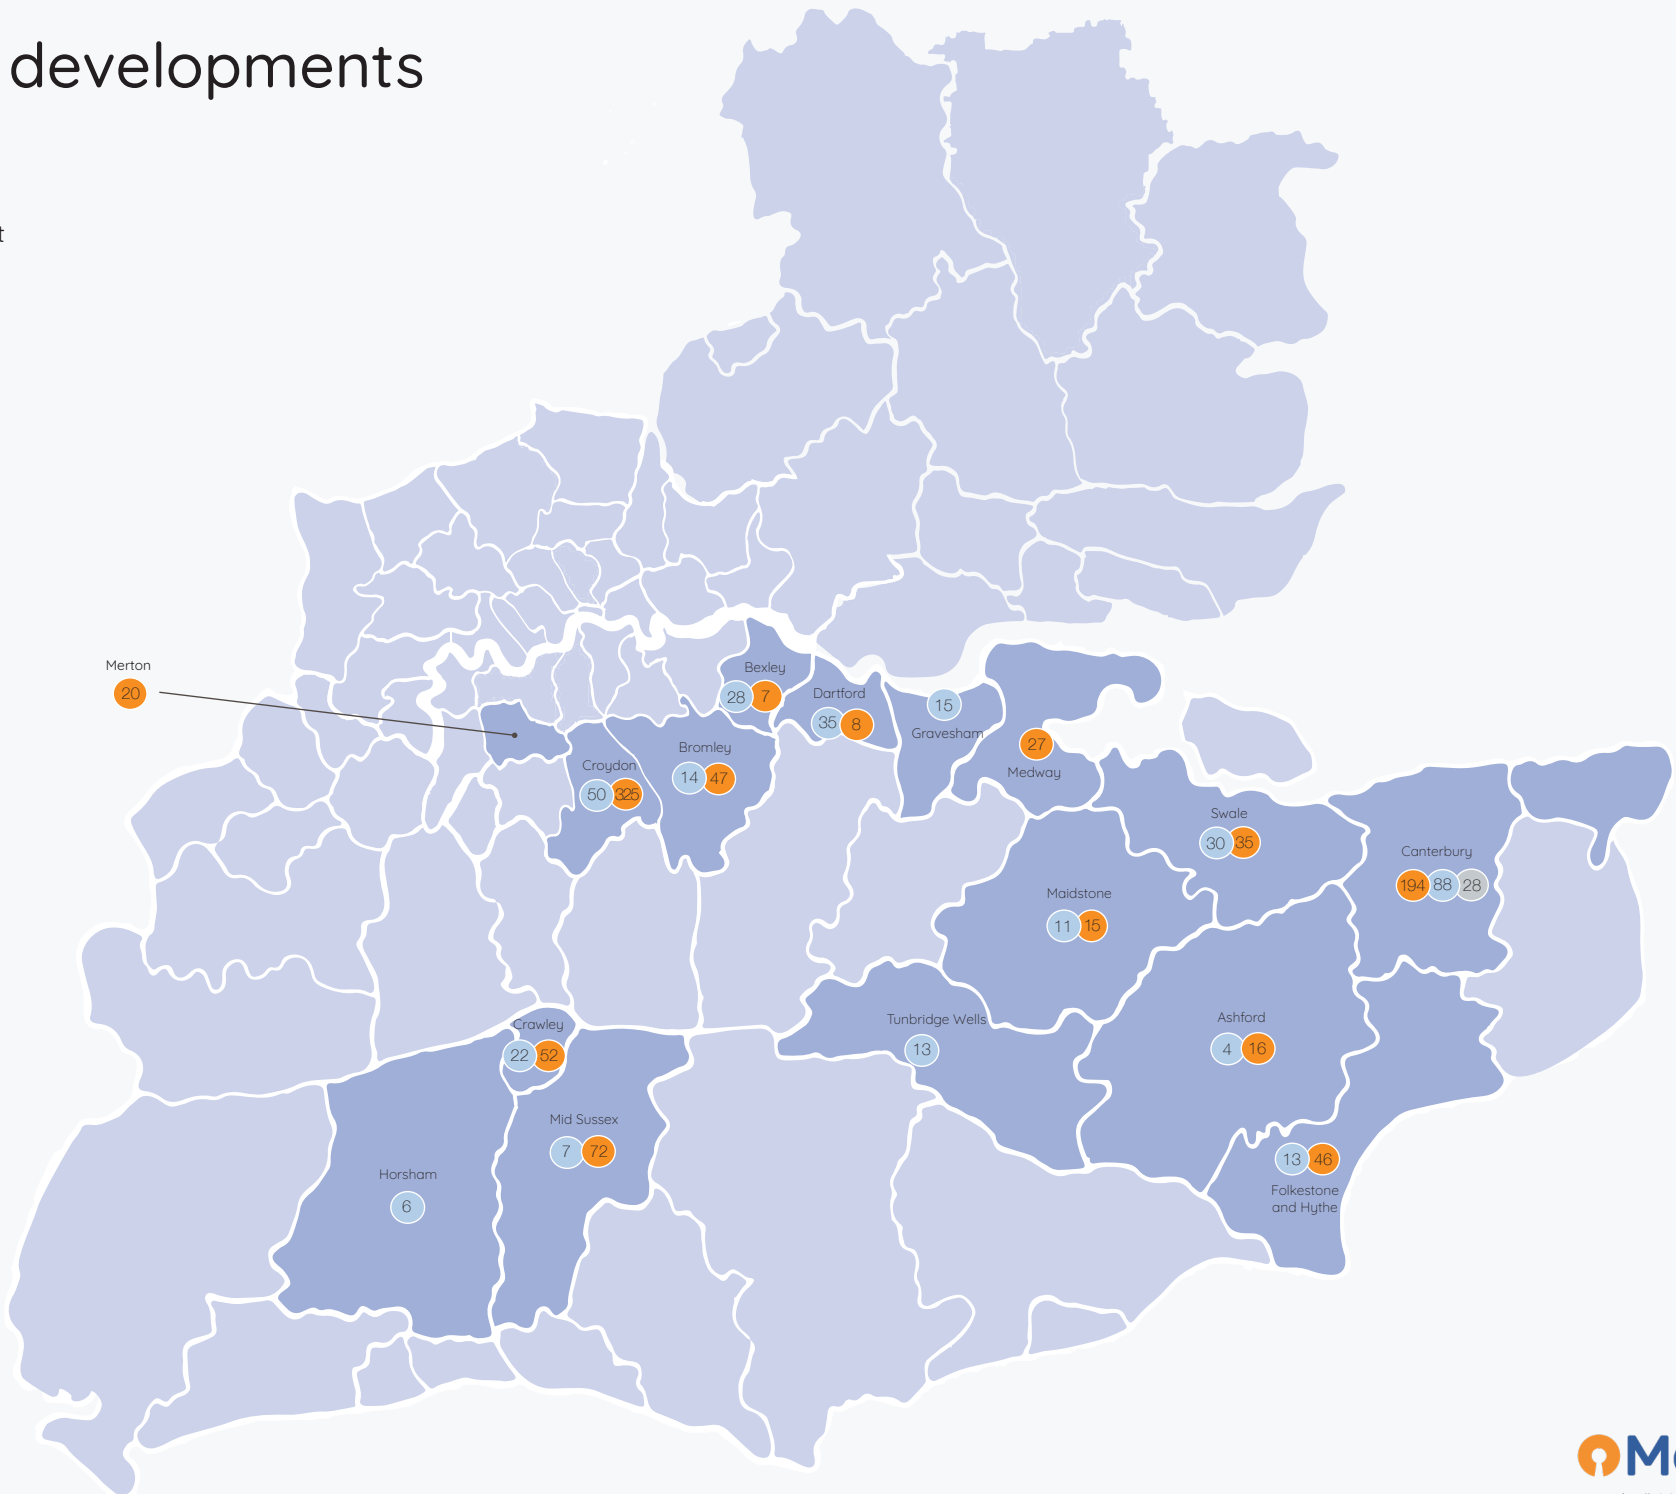 developments
t
Merton
20
Bexley
28 7
Dartford
35 8
15
Gravesham
27
Medway
Bromley
14 47
Croydon
50 325
Swale
30 35
Canterbury
194 88 28
Maidstone
11 15
Tunbridge Wells
13
Ashford
4 16
Crawley
22 52
Mid Sussex
7 72
Horsham
6
13 46
Folkestone
and Hythe
M